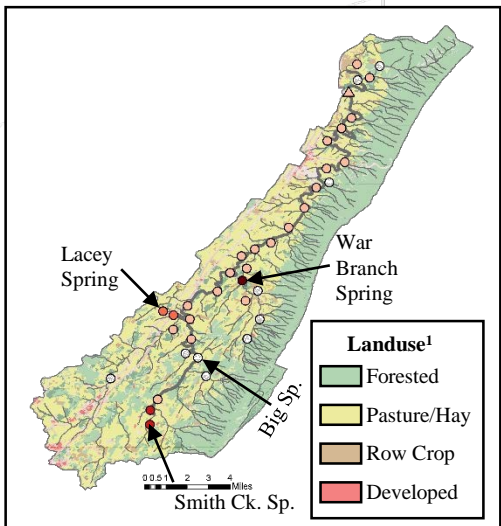 Lacey
Spring
War
Branch
Spring
Big Sp.
Smith Ck. Sp.
0 0.5 1 2 3 4
Miles
Landuse¹
Forested
Pasture/Hay
Row Crop
Developed